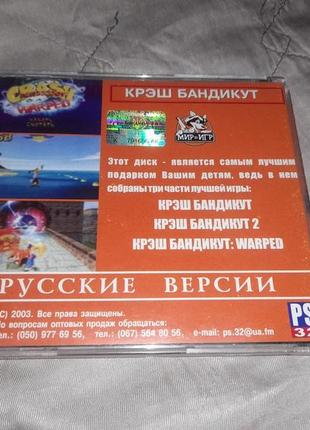 КРЭШ БАНДИКУТ
CRASH
WARPED
МИР ИГР
Этот диск - является самым лучшим
подарком Вашим детям, ведь в нем
собраны три части лучшей игры:
КРЭШ БАНДИКУТ
КРЭШ БАНДИКУТ 2
КРЭШ БАНДИКУТ: WARPED
РУССКИЕ ВЕРСИИ
C) 2003. Все права защищены.
По вопросам оптовых продаж обращаться:
тел.: (050) 977 69 56, тел.: (067) 564 80 56, e-mail: ps.32@ua.fm
PS
32